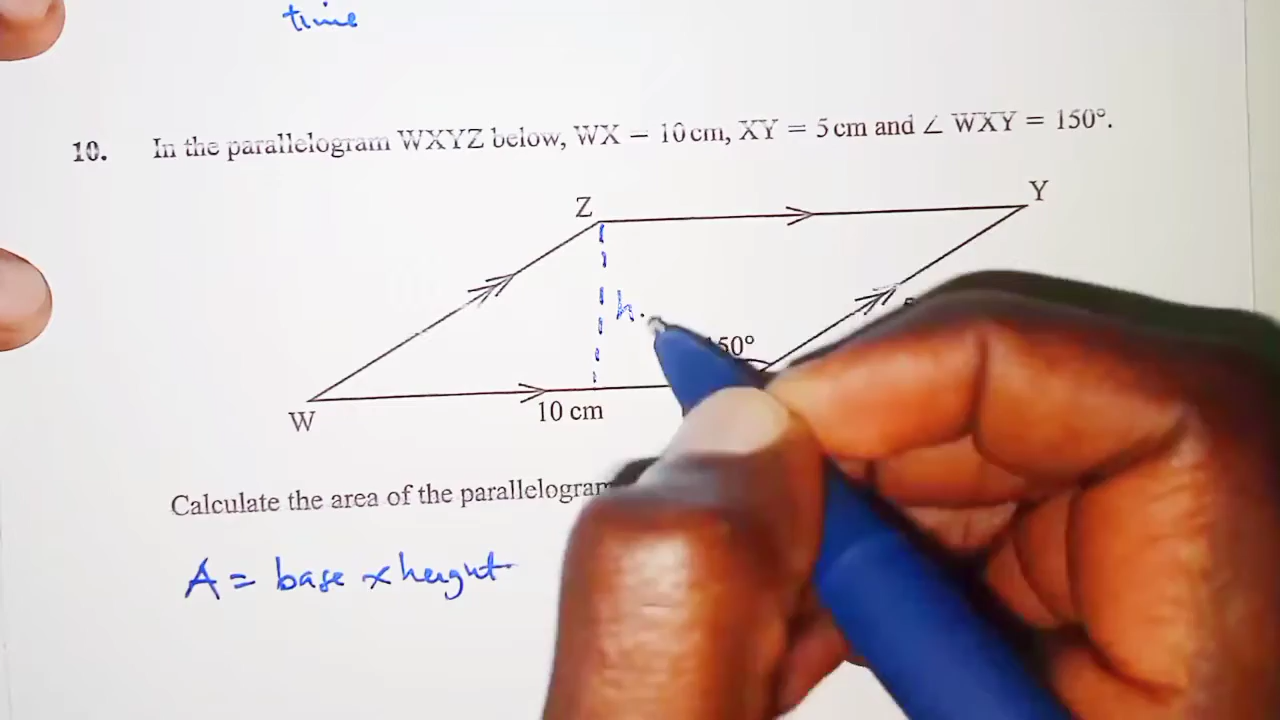 time
10. In the parallelogram WXYZ below, WX = 10 cm, XY = 5 cm and ∠ WXY = 150°.
Z
Y
h.
50°
W
10 cm
Calculate the area of the parallelogram
A = base × height